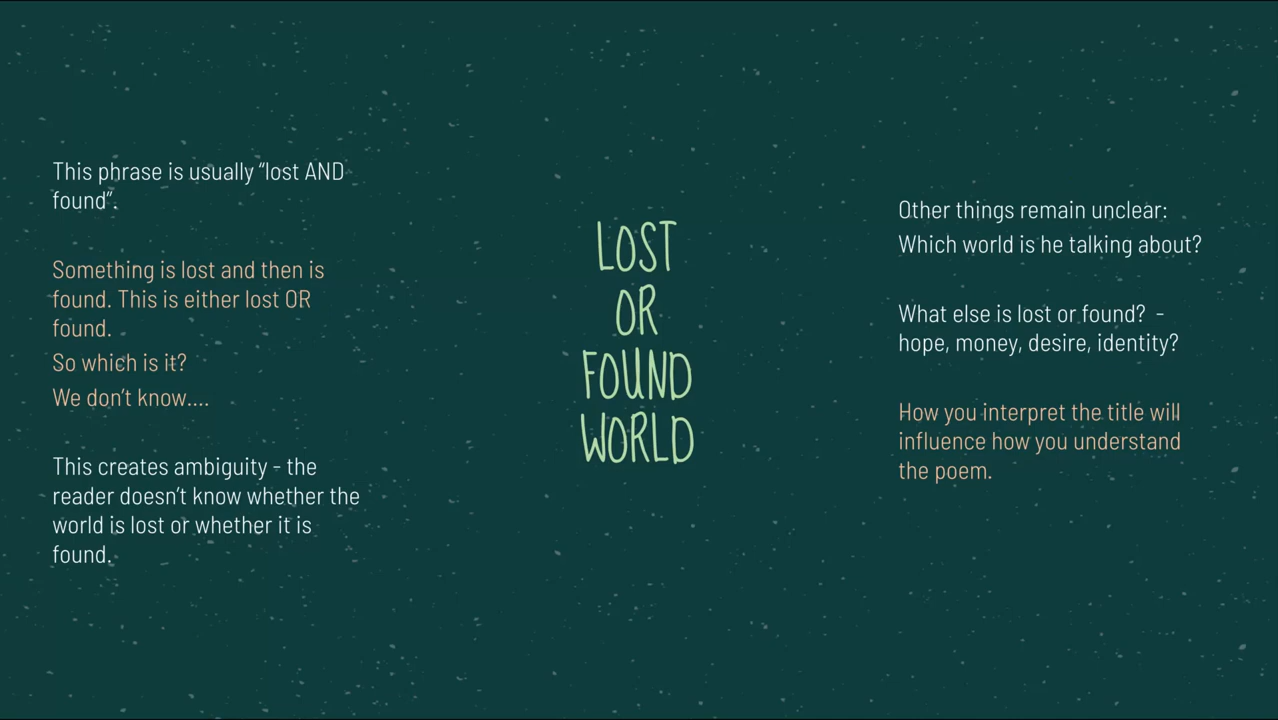 This phrase is usually “lost AND
found”.
Something is lost and then is
found. This is either lost OR
found.
So which is it?
We don’t know....
This creates ambiguity - the
reader doesn’t know whether the
world is lost or whether it is
found.
LOST
OR
FOUND
WORLD
Other things remain unclear:
Which world is he talking about?
What else is lost or found? -
hope, money, desire, identity?
How you interpret the title will
influence how you understand
the poem.